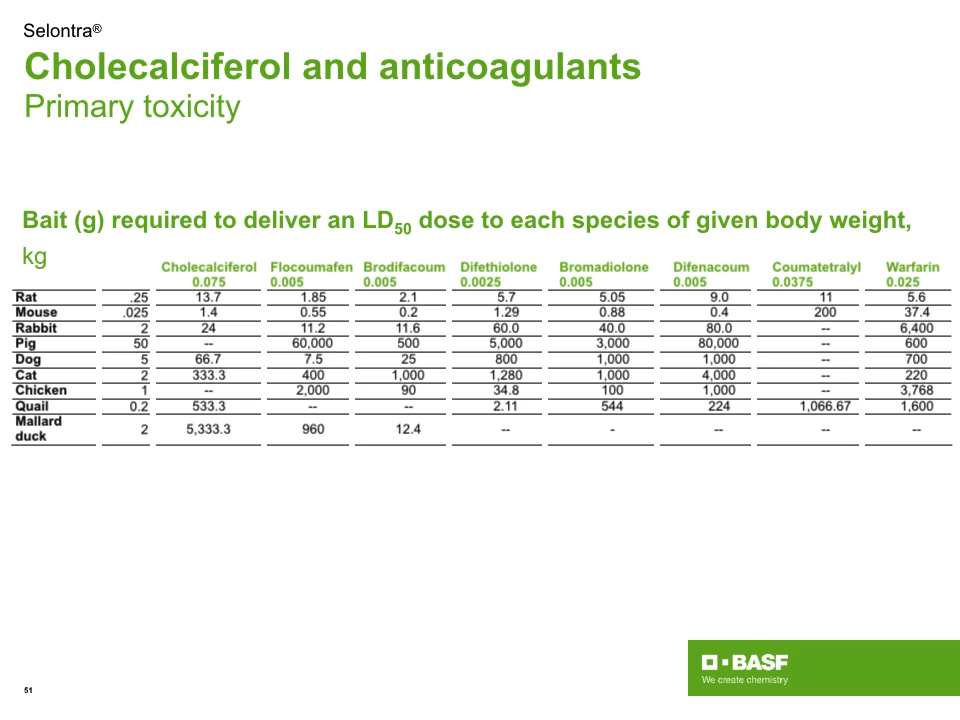 Selontra®
Cholecalciferol and anticoagulants
Primary toxicity
Bait (g) required to deliver an LD50 dose to each species of given body weight,
kg
Cholecalciferol Flocoumafen Brodifacoum Difethiolone Bromadiolone Difenacoum Coumatetralyl Warfarin
0.075 0.005 0.005 0.0025 0.005 0.005 0.0375 0.025
Rat .25 13.7 1.85 2.1 5.7 5.05 9.0 11 5.6
Mouse .025 1.4 0.55 0.2 1.29 0.88 0.4 200 37.4
Rabbit 2 24 11.2 11.6 60.0 40.0 80.0 -- 6,400
Pig 50 -- 60,000 500 5,000 3,000 80,000 -- 600
Dog 5 66.7 7.5 25 800 1,000 1,000 -- 700
Cat 2 333.3 400 1,000 1,280 1,000 4,000 -- 220
Chicken 1 -- 2,000 90 34.8 100 1,000 -- 3,768
Quail 0.2 533.3 -- -- 2.11 544 224 1,066.67 1,600
Mallard
duck 2 5,333.3 960 12.4 -- - -- -- --
BASF
We create chemistry
51